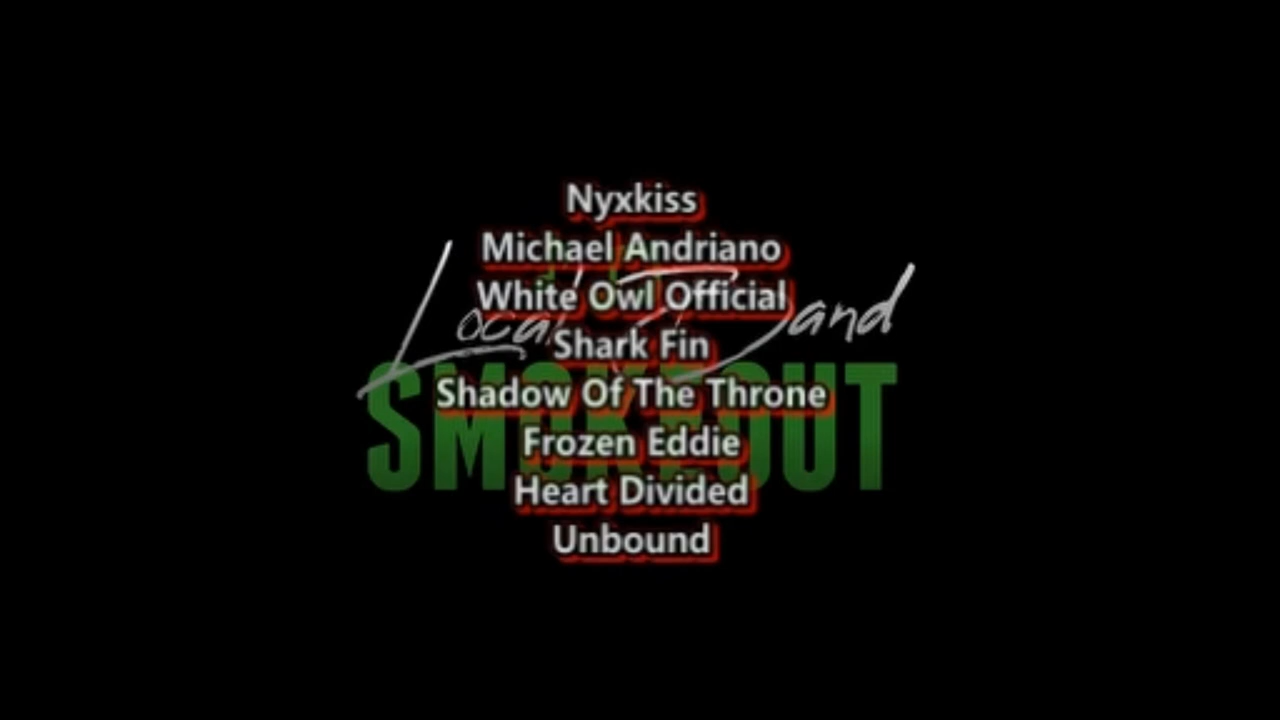 Nyxkiss
Michael Andriano
White Owl Official
Shark Fin
Shadow Of The Throne
Frozen Eddie
Heart Divided
Unbound
Local Band
SMOKEOUT